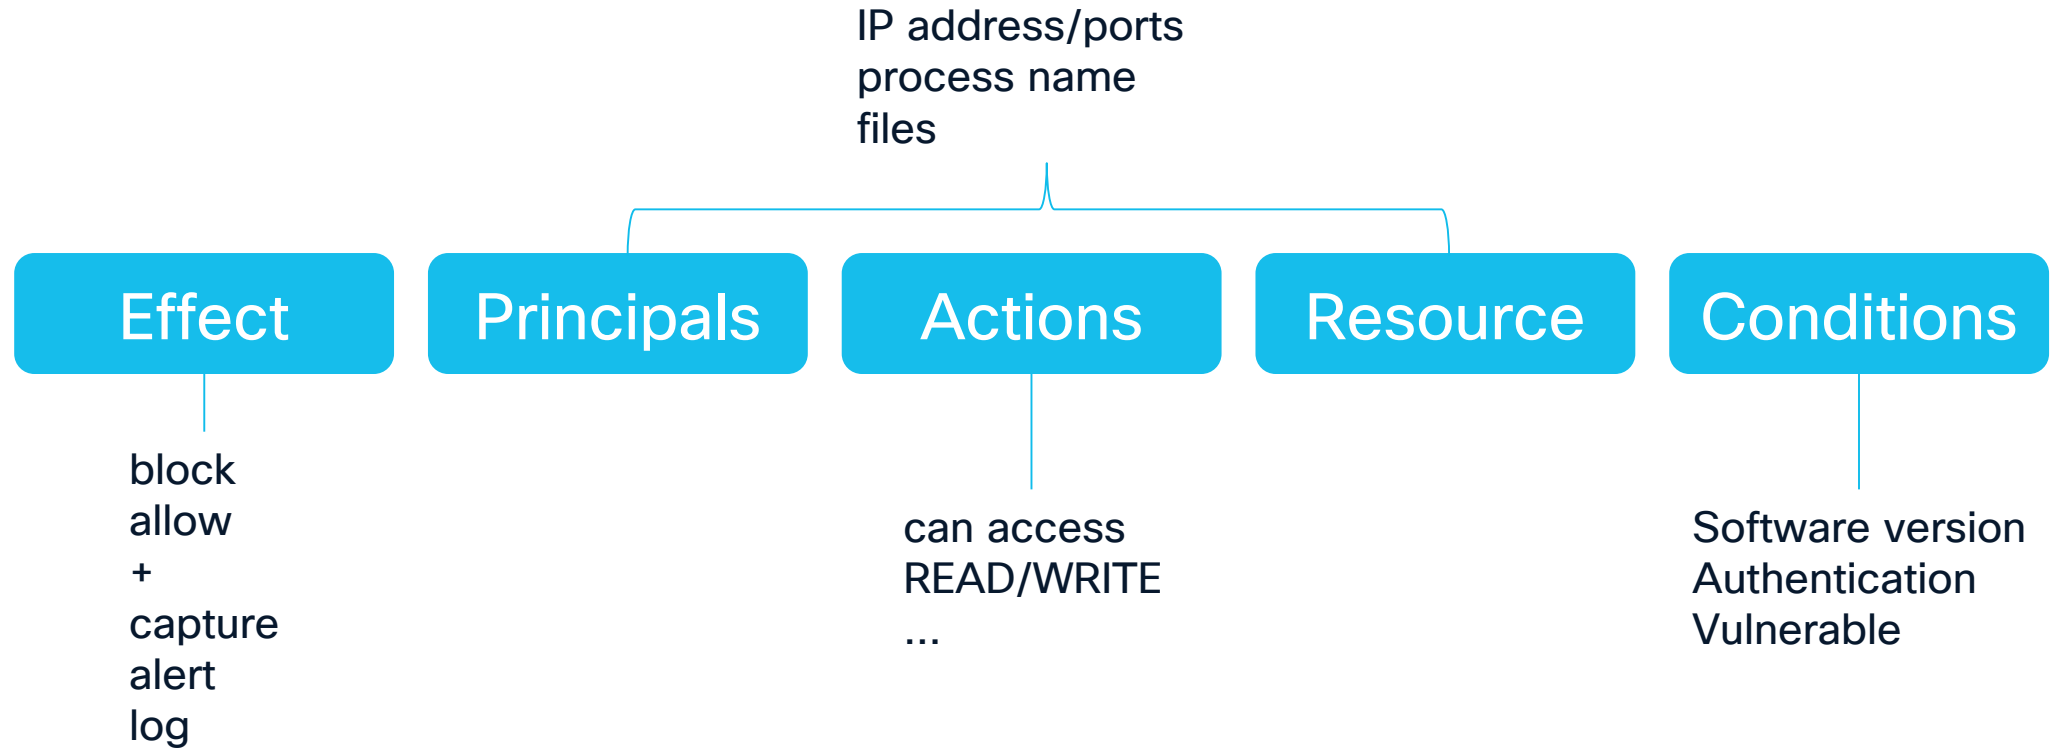 IP address/ports
process name
files
Effect
Principals
Actions
Resource
Conditions
block
allow
+
capture
alert
log
can access
READ/WRITE
...
Software version
Authentication
Vulnerable